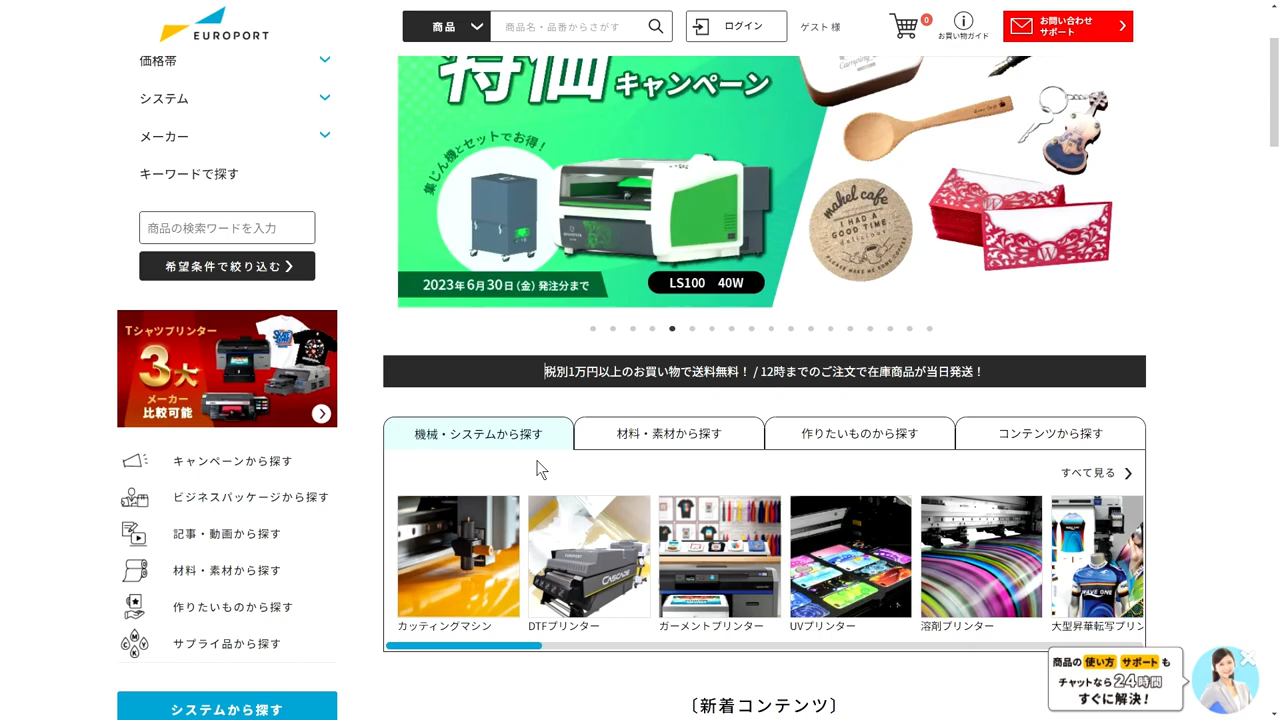 EUROPORT
商品
商品名・品番からさがす
ログイン
ゲスト 様
0
お買い物ガイド
お問い合わせ
サポート
価格帯
システム
メーカー
キーワードで探す
商品の検索ワードを入力
希望条件で絞り込む
特価キャンペーン
集じん機とセットでお得！
2023年6月30日（金）発注分まで
LS100 40W
mahel cafe
I HAD A
GOOD TIME.
delicious
PLEASE MAKE ME SOME COFFEE
W
Tシャツプリンター
3大
メーカー
比較可能
税別1万円以上のお買い物で送料無料！ / 12時までのご注文で在庫商品が当日発送！
機械・システムから探す
材料・素材から探す
作りたいものから探す
コンテンツから探す
すべて見る
キャンペーンから探す
ビジネスパッケージから探す
記事・動画から探す
材料・素材から探す
作りたいものから探す
C M Y K
サプライ品から探す
システムから探す
CASCADE
WAVE ONE
カッティングマシン
DTFプリンター
ガーメントプリンター
UVプリンター
溶剤プリンター
大型昇華転写プリン
商品の 使い方 サポート も
チャットなら 24時間
すぐに解決！
〔新着コンテンツ〕